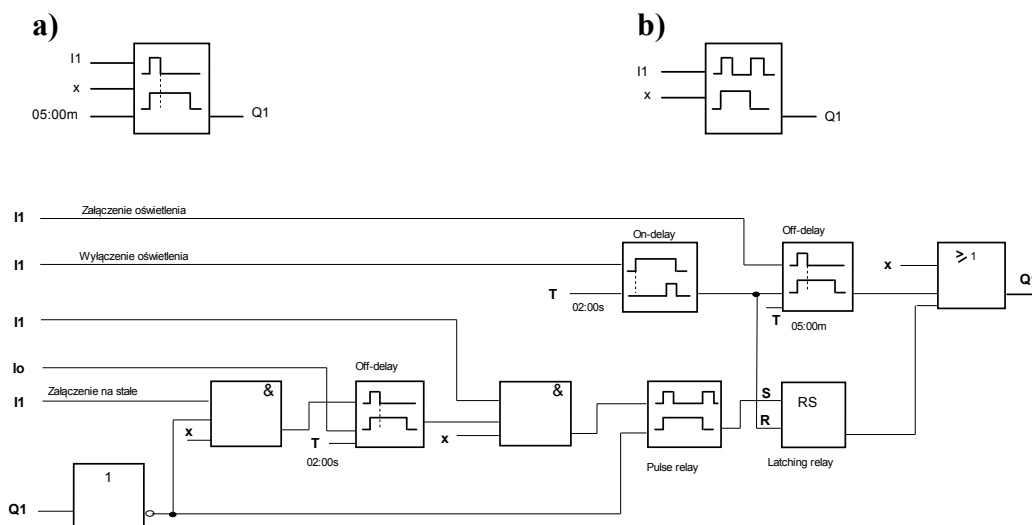 a)
I1
x
05:00m
Q1
b)
I1
x
Q1
I1 Załączenie oświetlenia
I1 Wyłączenie oświetlenia
On-delay
T
02:00s
Off-delay
T
05:00m
x
≥ 1
Q1
I1
Io
I1 Załączenie na stałe
x
&
Off-delay
T
02:00s
x
&
Pulse relay
S
R
RS
Latching relay
Q1
1